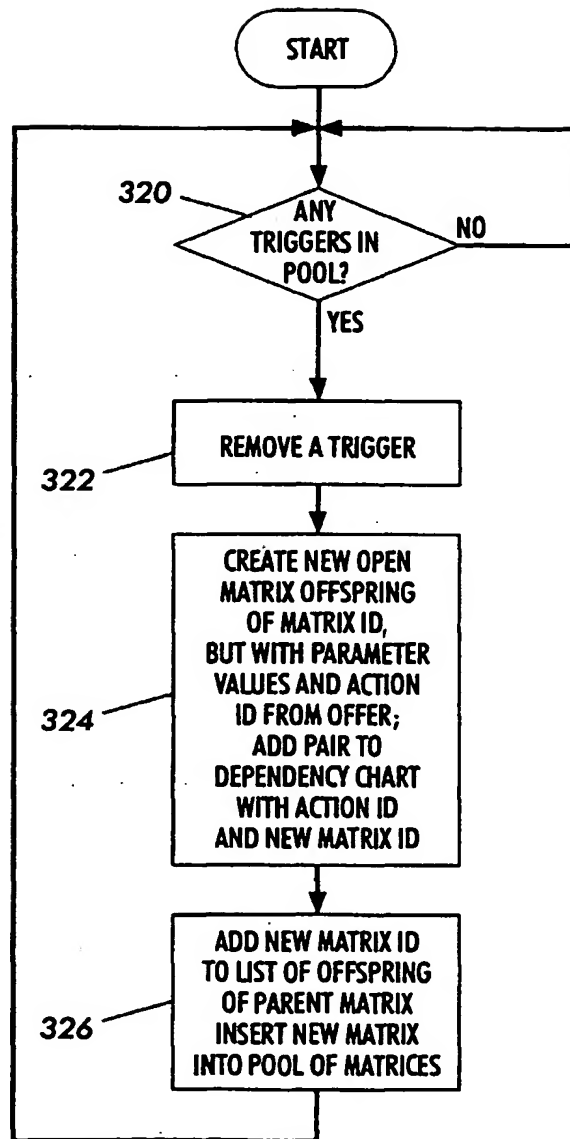 START
320
ANY
TRIGGERS IN
POOL?
NO
YES
REMOVE A TRIGGER
322
CREATE NEW OPEN
MATRIX OFFSPRING
OF MATRIX ID,
BUT WITH PARAMETER
VALUES AND ACTION
ID FROM OFFER;
ADD PAIR TO
DEPENDENCY CHART
WITH ACTION ID
AND NEW MATRIX ID
324
ADD NEW MATRIX ID
TO LIST OF OFFSPRING
OF PARENT MATRIX
INSERT NEW MATRIX
INTO POOL OF MATRICES
326